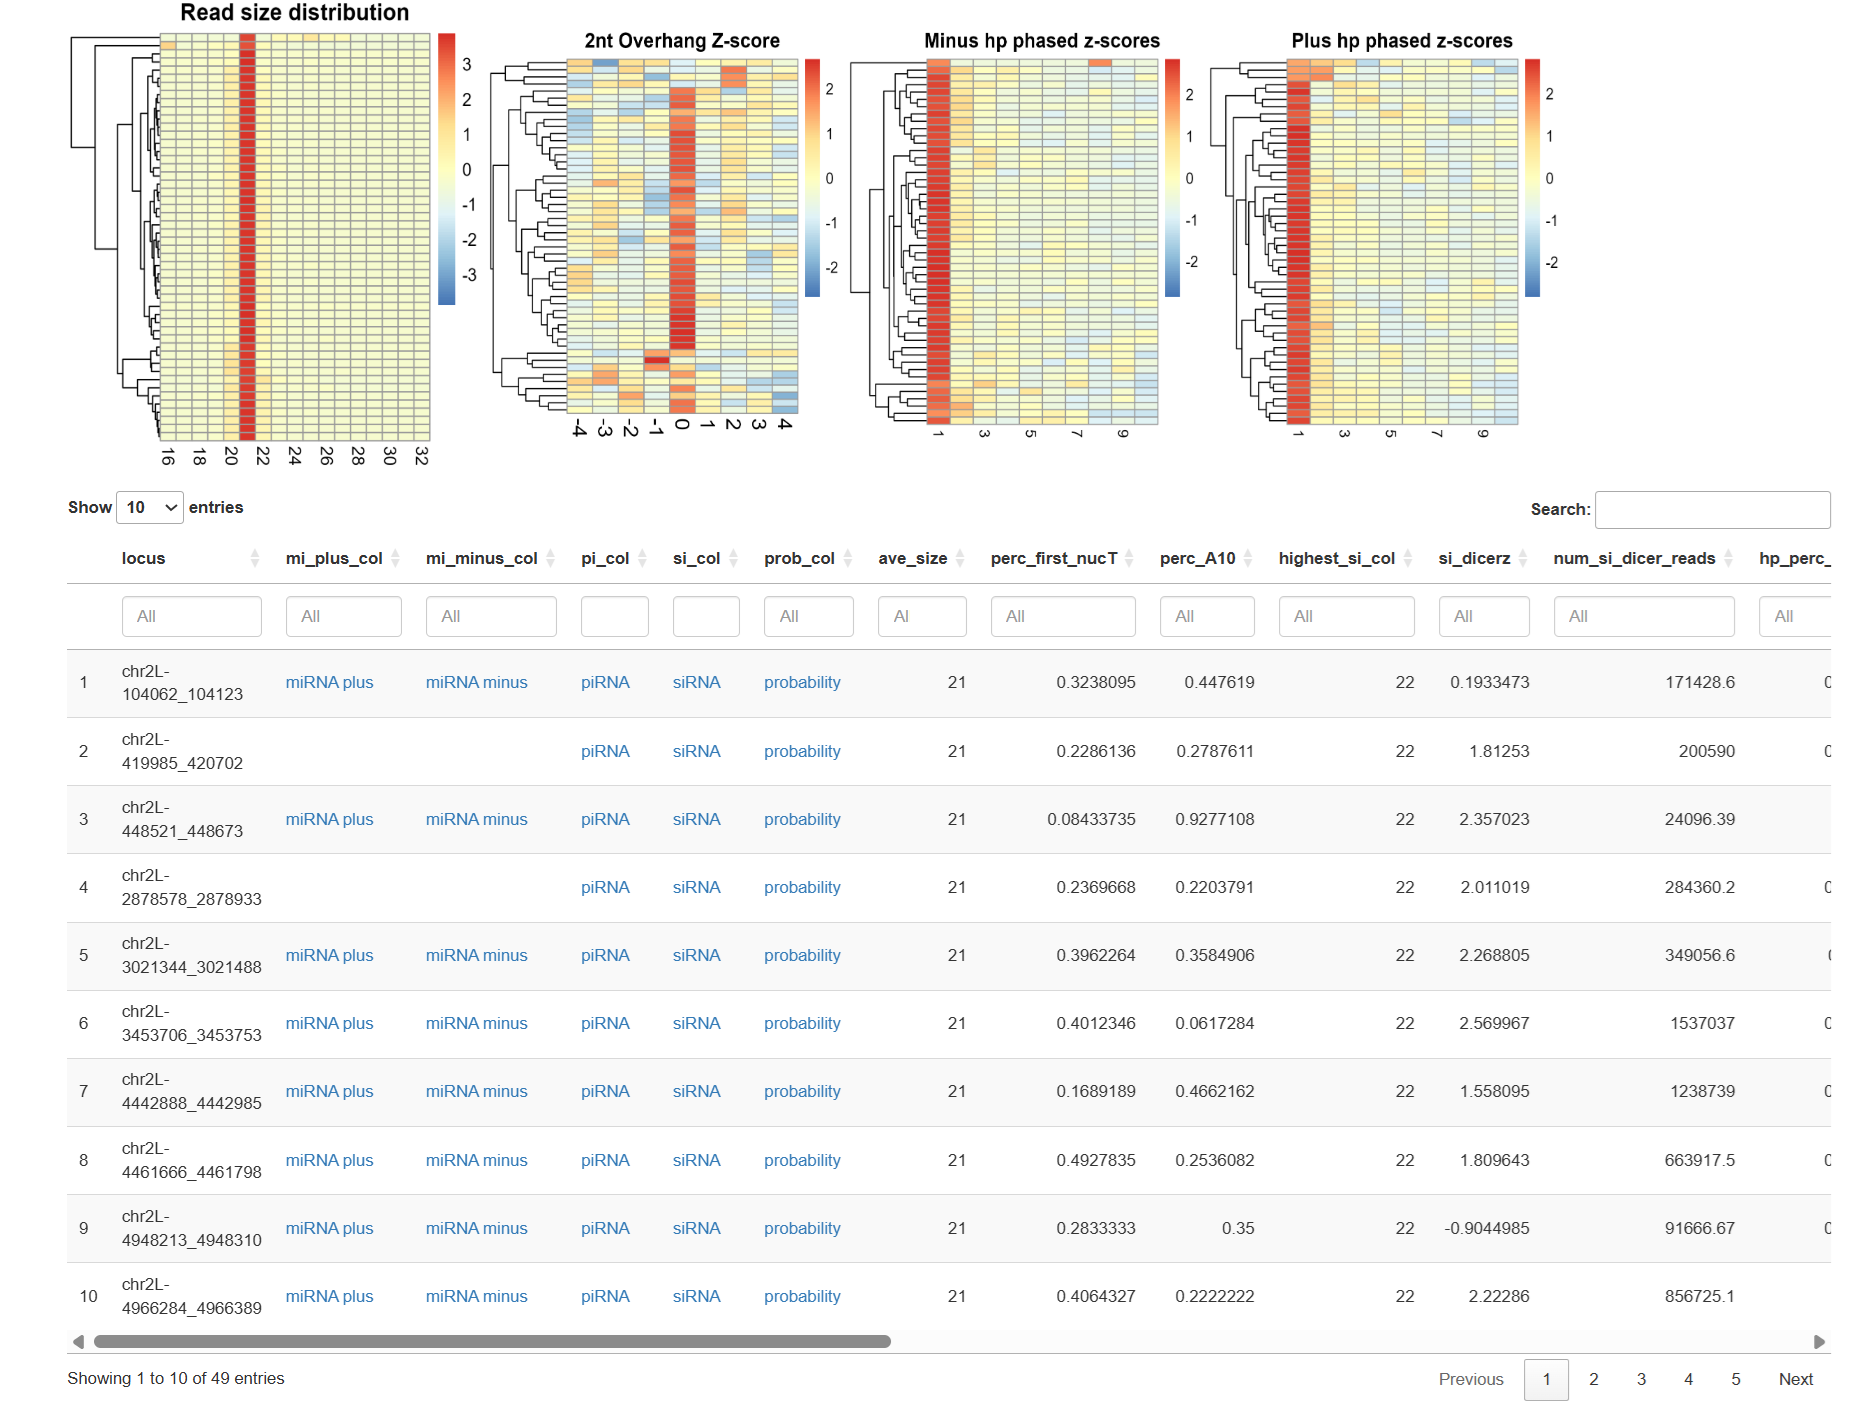 Read size distribution
2nt Overhang Z-score
Minus hp phased z-scores
Plus hp phased z-scores
3
2
1
0
-1
-2
-3
16 18 20 22 24 26 28 30 32
2
1
0
-1
-2
-4 -3 -2 -1 0 1 2 3 4
2
1
0
-1
-2
1 3 5 7 9
2
1
0
-1
-2
1 3 5 7 9
Show 10 entries
Search:
locus mi_plus_col mi_minus_col pi_col si_col prob_col ave_size perc_first_nucT perc_A10 highest_si_col si_dicerz num_si_dicer_reads hp_perc_
All All All All Al All All All All All All
1 chr2L-104062_104123 miRNA plus miRNA minus piRNA siRNA probability 21 0.3238095 0.447619 22 0.1933473 171428.6 0
2 chr2L-419985_420702 piRNA siRNA probability 21 0.2286136 0.2787611 22 1.81253 200590 0
3 chr2L-448521_448673 miRNA plus miRNA minus piRNA siRNA probability 21 0.08433735 0.9277108 22 2.357023 24096.39
4 chr2L-2878578_2878933 piRNA siRNA probability 21 0.2369668 0.2203791 22 2.011019 284360.2 0
5 chr2L-3021344_3021488 miRNA plus miRNA minus piRNA siRNA probability 21 0.3962264 0.3584906 22 2.268805 349056.6
6 chr2L-3453706_3453753 miRNA plus miRNA minus piRNA siRNA probability 21 0.4012346 0.0617284 22 2.569967 1537037 0
7 chr2L-4442888_4442985 miRNA plus miRNA minus piRNA siRNA probability 21 0.1689189 0.4662162 22 1.558095 1238739 0
8 chr2L-4461666_4461798 miRNA plus miRNA minus piRNA siRNA probability 21 0.4927835 0.2536082 22 1.809643 663917.5 0
9 chr2L-4948213_4948310 miRNA plus miRNA minus piRNA siRNA probability 21 0.2833333 0.35 22 -0.9044985 91666.67 0
10 chr2L-4966284_4966389 miRNA plus miRNA minus piRNA siRNA probability 21 0.4064327 0.2222222 22 2.22286 856725.1
Showing 1 to 10 of 49 entries
Previous 1 2 3 4 5 Next